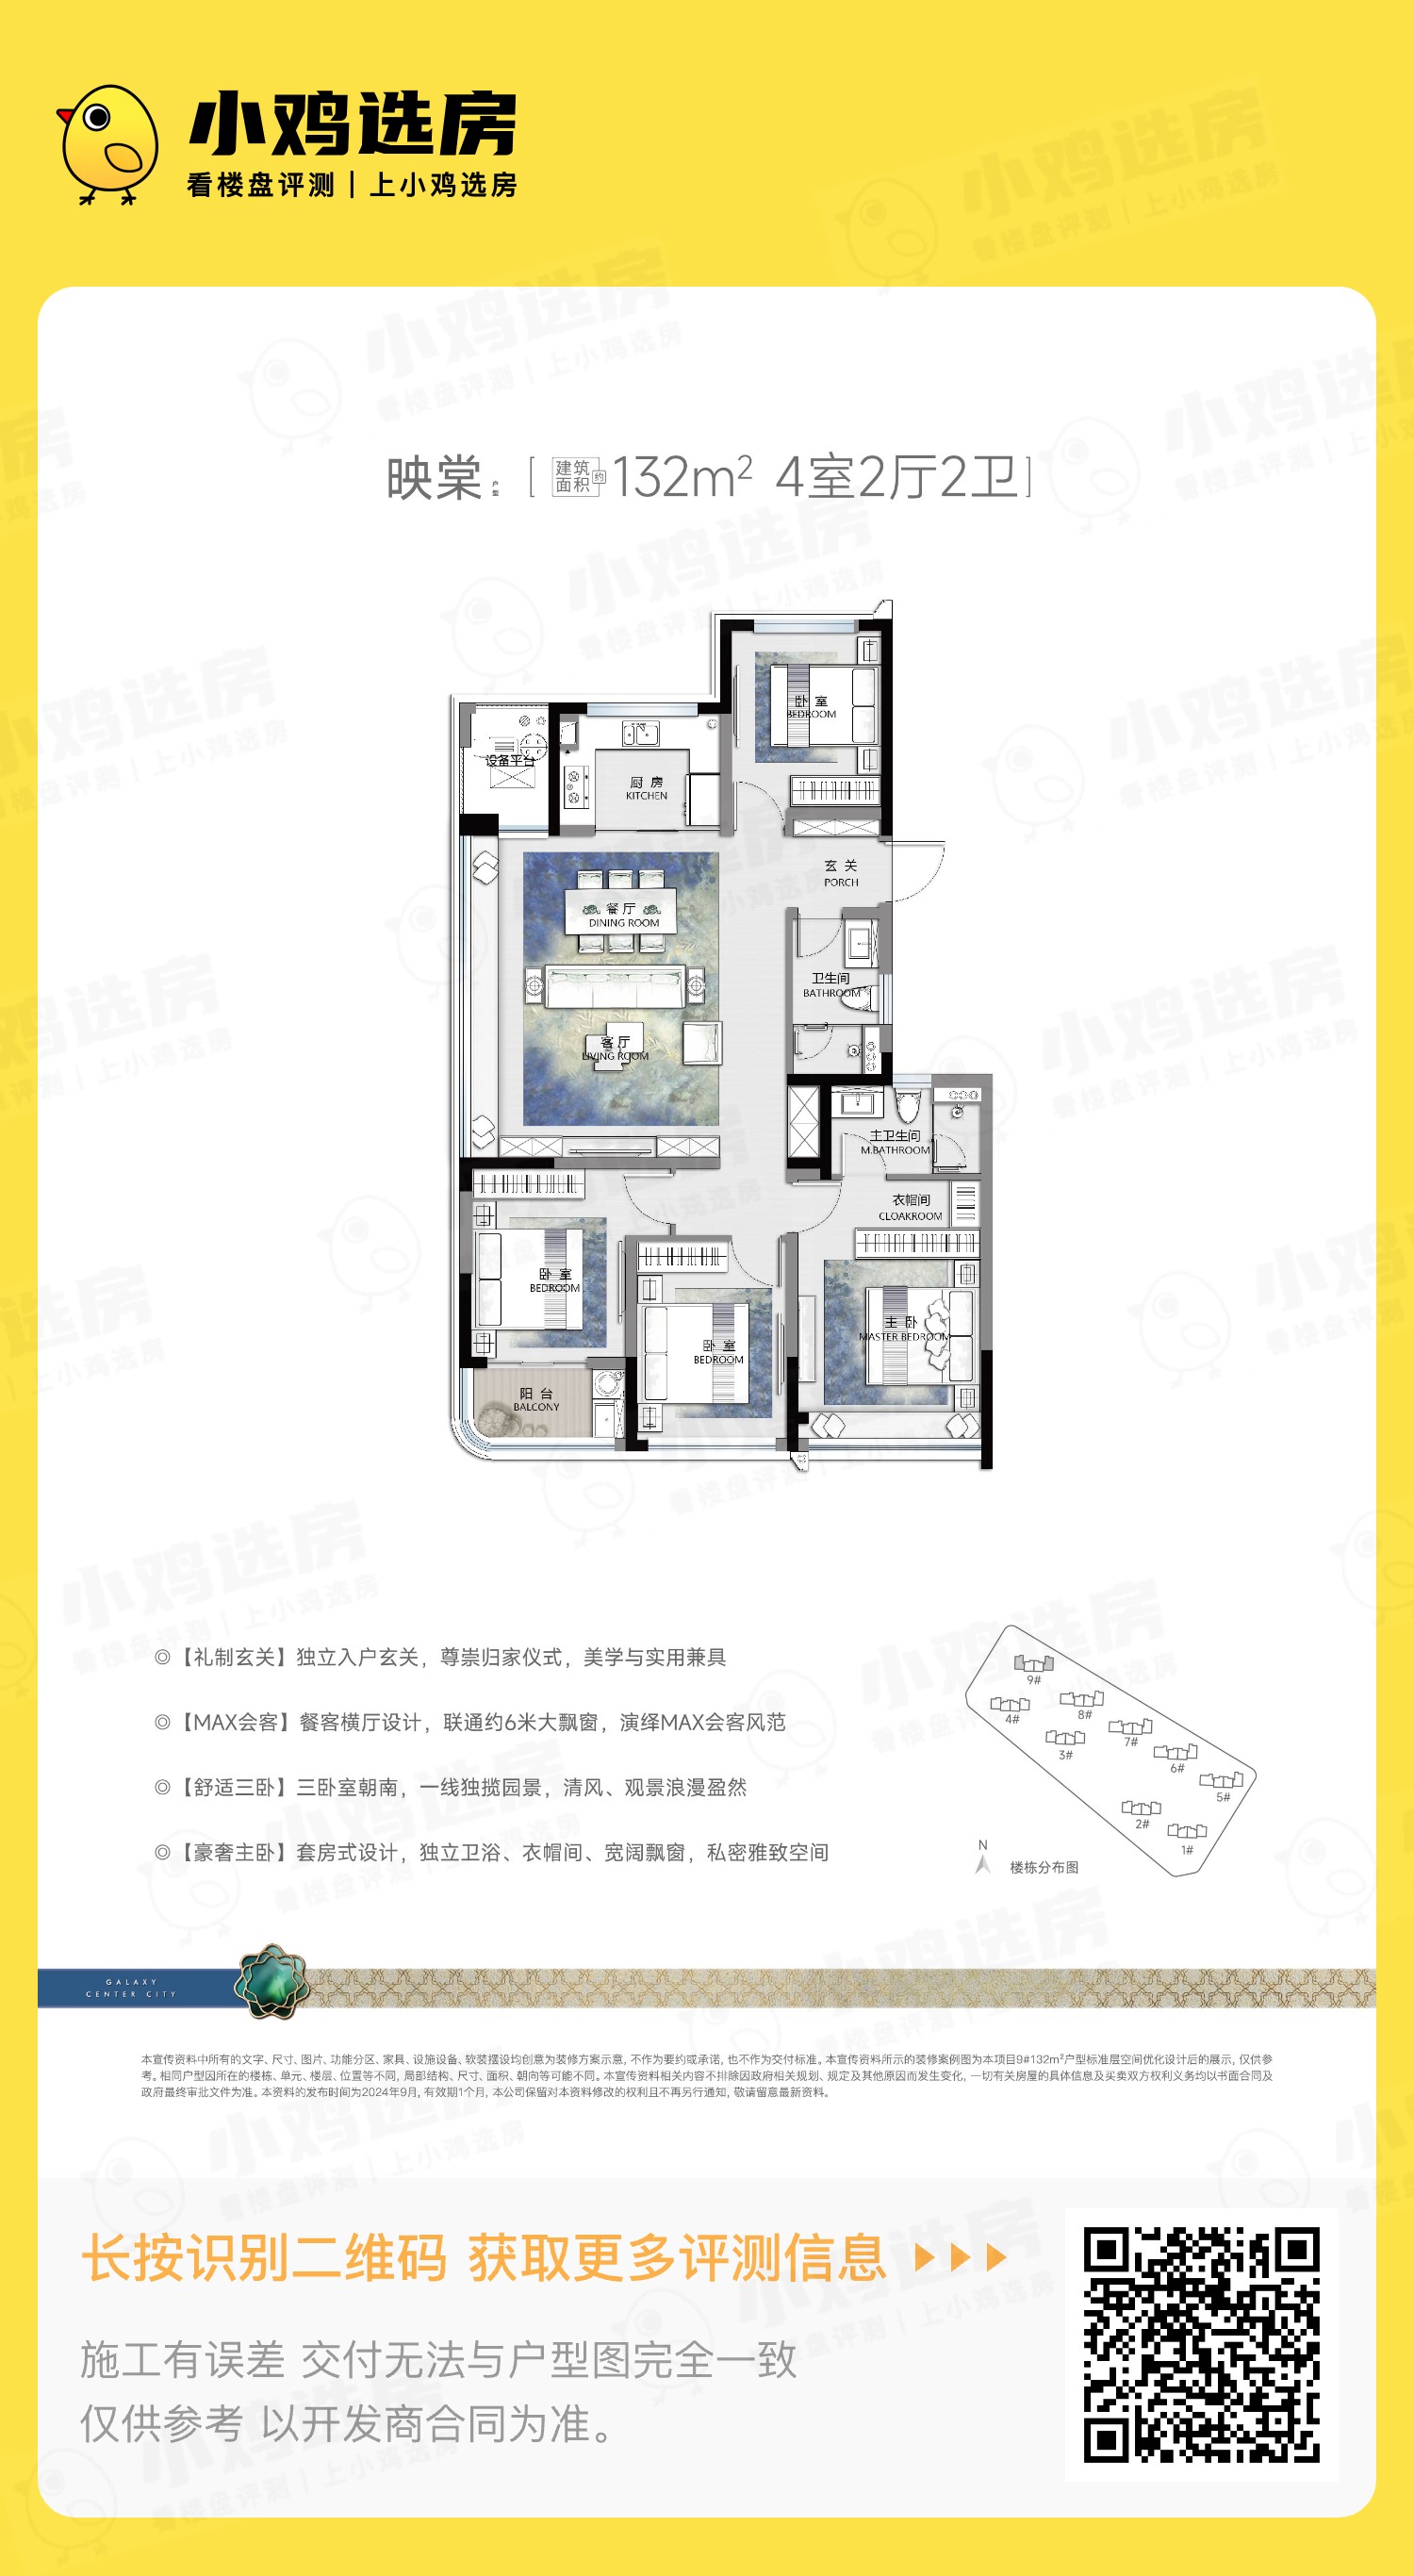 小鸡选房
看楼盘评测 | 上小鸡选房
映棠 户型 [ 建筑面积约 132m² 4室2厅2卫 ]
卧 室
BEDROOM
设备平台
厨 房
KITCHEN
玄 关
PORCH
餐 厅
DINING ROOM
卫生间
BATHROOM
客 厅
LIVING ROOM
主卫生间
M.BATHROOM
衣帽间
CLOAKROOM
卧 室
BEDROOM
主 卧
MASTER BEDROOM
卧 室
BEDROOM
阳 台
BALCONY
◎【礼制玄关】独立入户玄关，尊崇归家仪式，美学与实用兼具
◎【MAX会客】餐客横厅设计，联通约6米大飘窗，演绎MAX会客风范
◎【舒适三卧】三卧室朝南，一线独揽园景，清风、观景浪漫盈然
◎【豪奢主卧】套房式设计，独立卫浴、衣帽间、宽阔飘窗，私密雅致空间
9#
4#
8#
3#
7#
6#
5#
2#
1#
N
楼栋分布图
GALAXY
CENTER CITY
本宣传资料中所有的文字、尺寸、图片、功能分区、家具、设施设备、软装摆设均创意为装修方案示意，不作为要约或承诺，也不作为交付标准。本宣传资料所示的装修案例图为本项目9#132m²户型标准层空间优化设计后的展示，仅供参
考。相同户型因所在的楼栋、单元、楼层、位置等不同，局部结构、尺寸、面积、朝向等可能不同。本宣传资料相关内容不排除因政府相关规划、规定及其他原因而发生变化，一切有关房屋的具体信息及买卖双方权利义务均以书面合同及
政府最终审批文件为准。本资料的发布时间为2024年9月，有效期1个月，本公司保留对本资料修改的权利且不再另行通知，敬请留意最新资料。
长按识别二维码 获取更多评测信息
施工有误差 交付无法与户型图完全一致
仅供参考 以开发商合同为准。